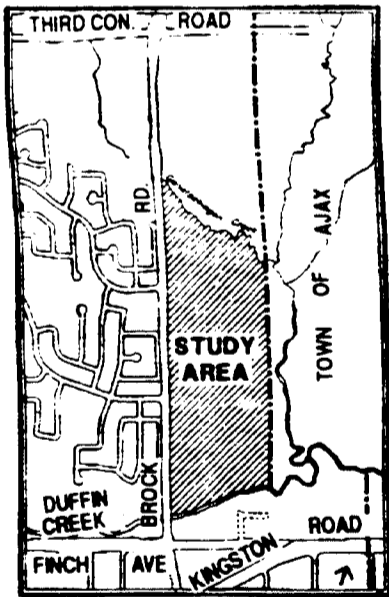 THIRD CON. ROAD
BROCK RD.
STUDY
AREA
TOWN OF AJAX
DUFFIN
CREEK
ROAD
FINCH AVE
KINGSTON